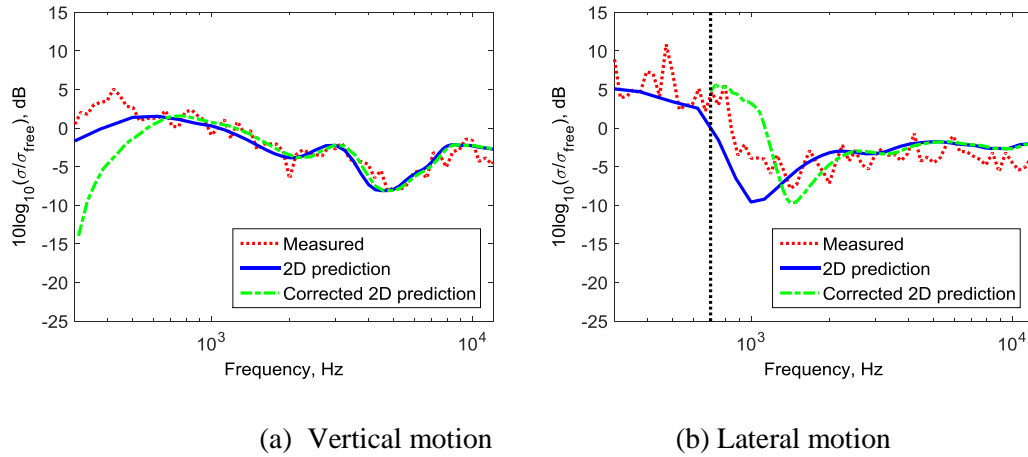 15
10
5
0
-5
-10
-15
-20
-25
10log10(σ/σfree), dB
Measured
2D prediction
Corrected 2D prediction
10^3
10^4
Frequency, Hz
15
10
5
0
-5
-10
-15
-20
-25
10log10(σ/σfree), dB
Measured
2D prediction
Corrected 2D prediction
10^3
10^4
Frequency, Hz
(a) Vertical motion
(b) Lateral motion